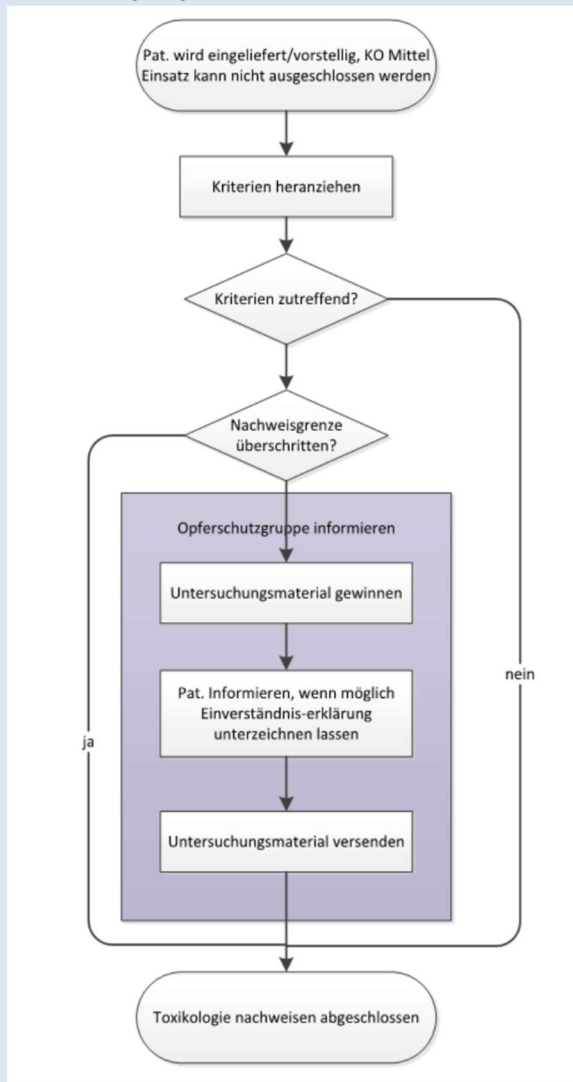 Pat. wird eingeliefert/vorstellig, KO Mittel
Einsatz kann nicht ausgeschlossen werden
Kriterien heranziehen
Kriterien zutreffend?
Nachweisgrenze
überschritten?
Opferschutzgruppe informieren
Untersuchungsmaterial gewinnen
Pat. Informieren, wenn möglich
Einverständnis-erklärung
unterzeichnen lassen
nein
ja
Untersuchungsmaterial versenden
Toxikologie nachweisen abgeschlossen